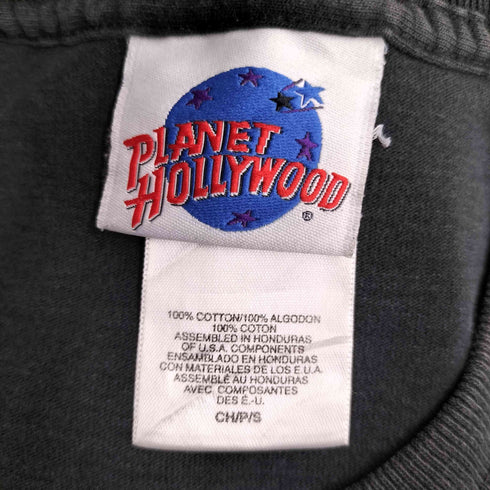 PLANET
HOLLYWOOD
®
100% COTTON/100% ALGODON
100% COTON
ASSEMBLED IN HONDURAS
OF U.S.A. COMPONENTS
ENSAMBLADO EN HONDURAS
CON MATERIALES DE LOS E.U.A.
ASSEMBLÉ AU HONDURAS
AVEC COMPOSANTES
DES É.-U.
CH/P/S